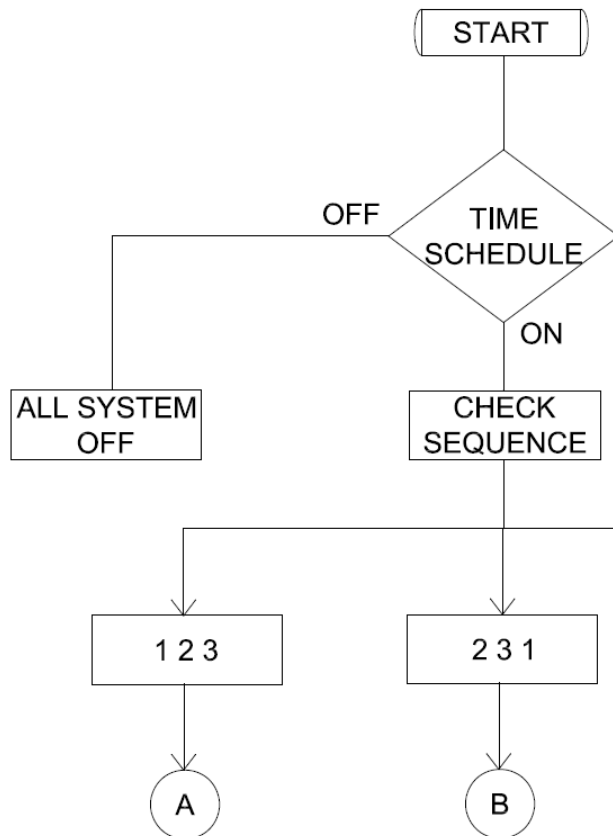 START
OFF
TIME
SCHEDULE
ON
ALL SYSTEM
OFF
CHECK
SEQUENCE
1 2 3
2 3 1
A
B